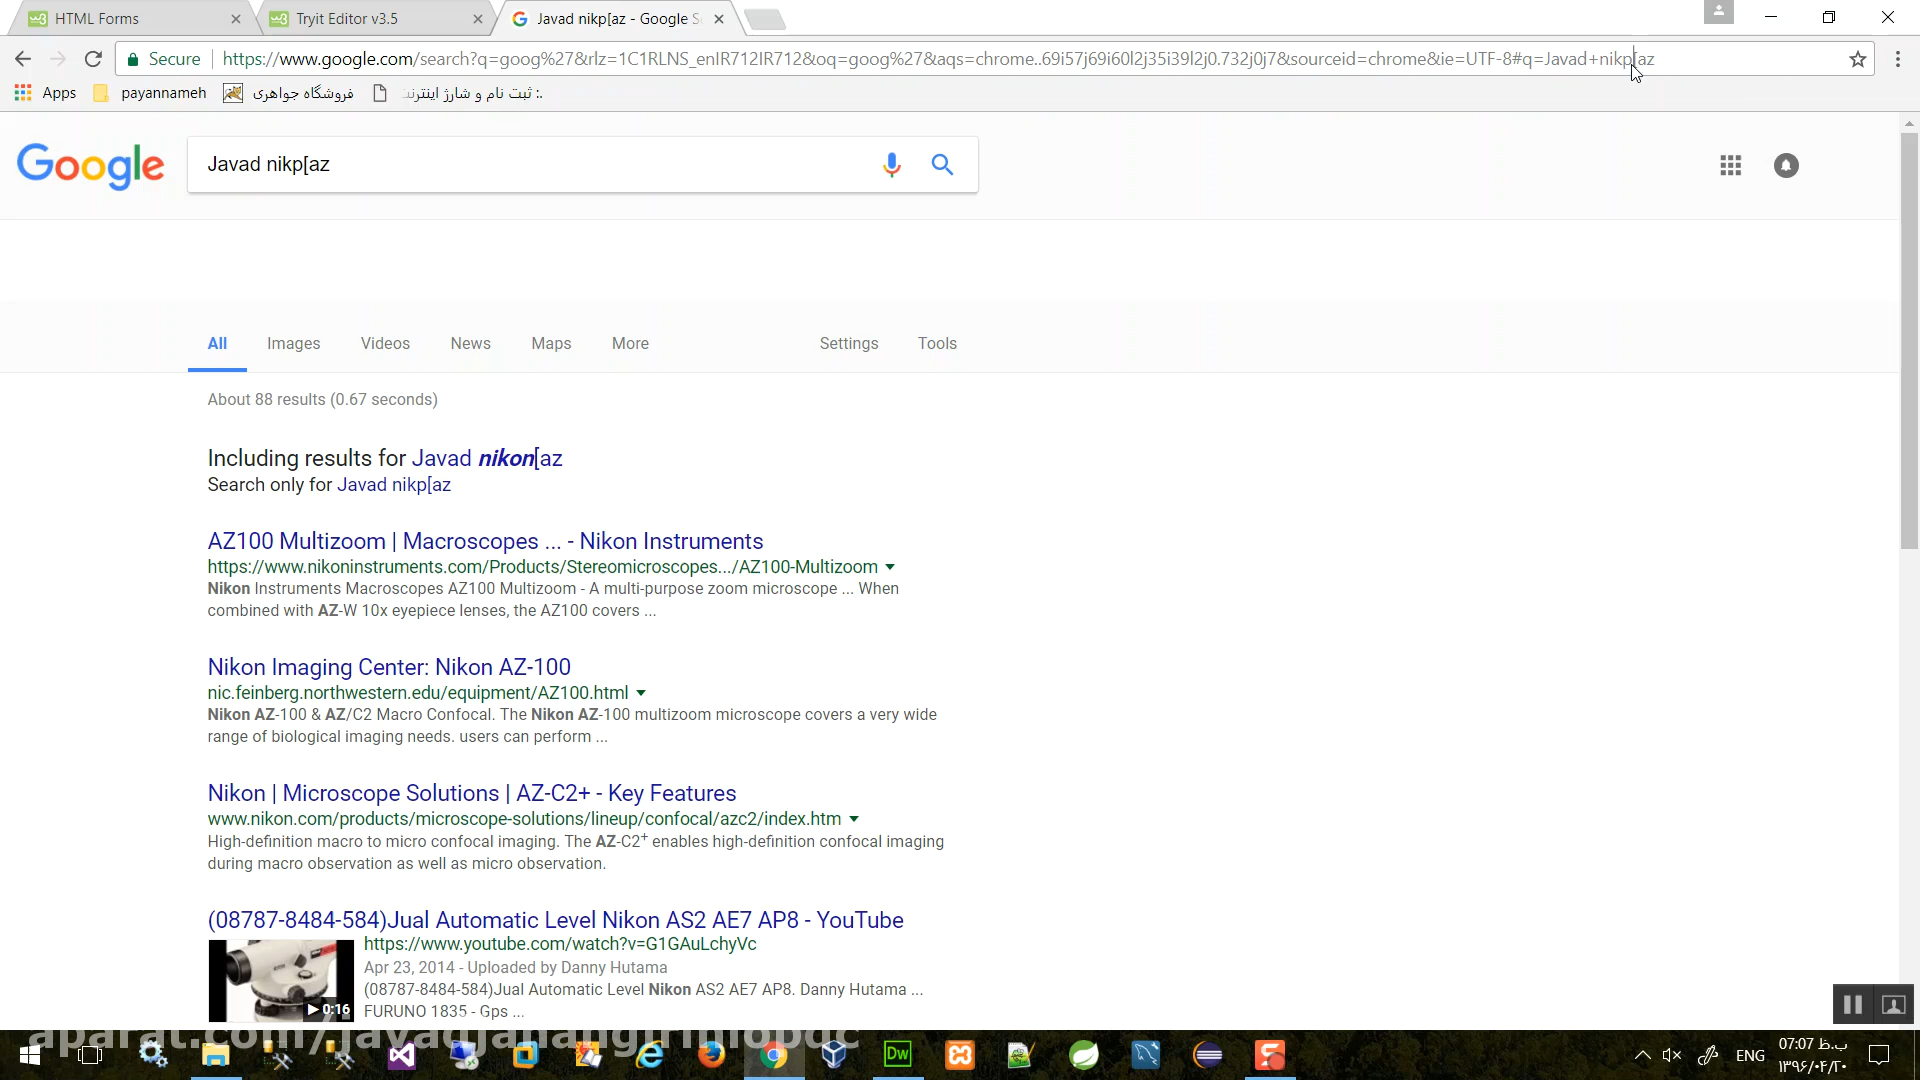 HTML Forms
Tryit Editor v3.5
Javad nikp[az - Google S
Secure
https://www.google.com/search?q=goog%27&rlz=1C1RLNS_enIR712IR712&oq=goog%27&aqs=chrome..69i57j69i60l2j35i39l2j0.732j0j7&sourceid=chrome&ie=UTF-8#q=Javad+nikp[az
Apps
payannameh
فروشگاه جواهری
ثبت نام و شارژ اینترنت :.
Google
Javad nikp[az
All
Images
Videos
News
Maps
More
Settings
Tools
About 88 results (0.67 seconds)
Including results for Javad nikon[az
Search only for Javad nikp[az
AZ100 Multizoom | Macroscopes ... - Nikon Instruments
https://www.nikoninstruments.com/Products/Stereomicroscopes.../AZ100-Multizoom
Nikon Instruments Macroscopes AZ100 Multizoom - A multi-purpose zoom microscope ... When
combined with AZ-W 10x eyepiece lenses, the AZ100 covers ...
Nikon Imaging Center: Nikon AZ-100
nic.feinberg.northwestern.edu/equipment/AZ100.html
Nikon AZ-100 & AZ/C2 Macro Confocal. The Nikon AZ-100 multizoom microscope covers a very wide
range of biological imaging needs. users can perform ...
Nikon | Microscope Solutions | AZ-C2+ - Key Features
www.nikon.com/products/microscope-solutions/lineup/confocal/azc2/index.htm
High-definition macro to micro confocal imaging. The AZ-C2+ enables high-definition confocal imaging
during macro observation as well as micro observation.
(08787-8484-584)Jual Automatic Level Nikon AS2 AE7 AP8 - YouTube
https://www.youtube.com/watch?v=G1GAuLchyVc
Apr 23, 2014 - Uploaded by Danny Hutama
(08787-8484-584)Jual Automatic Level Nikon AS2 AE7 AP8. Danny Hutama ...
FURUNO 1835 - Gps ...
0:16
Dw
ENG
07:07 ب.ظ
۱۳۹۶/۰۴/۲۰